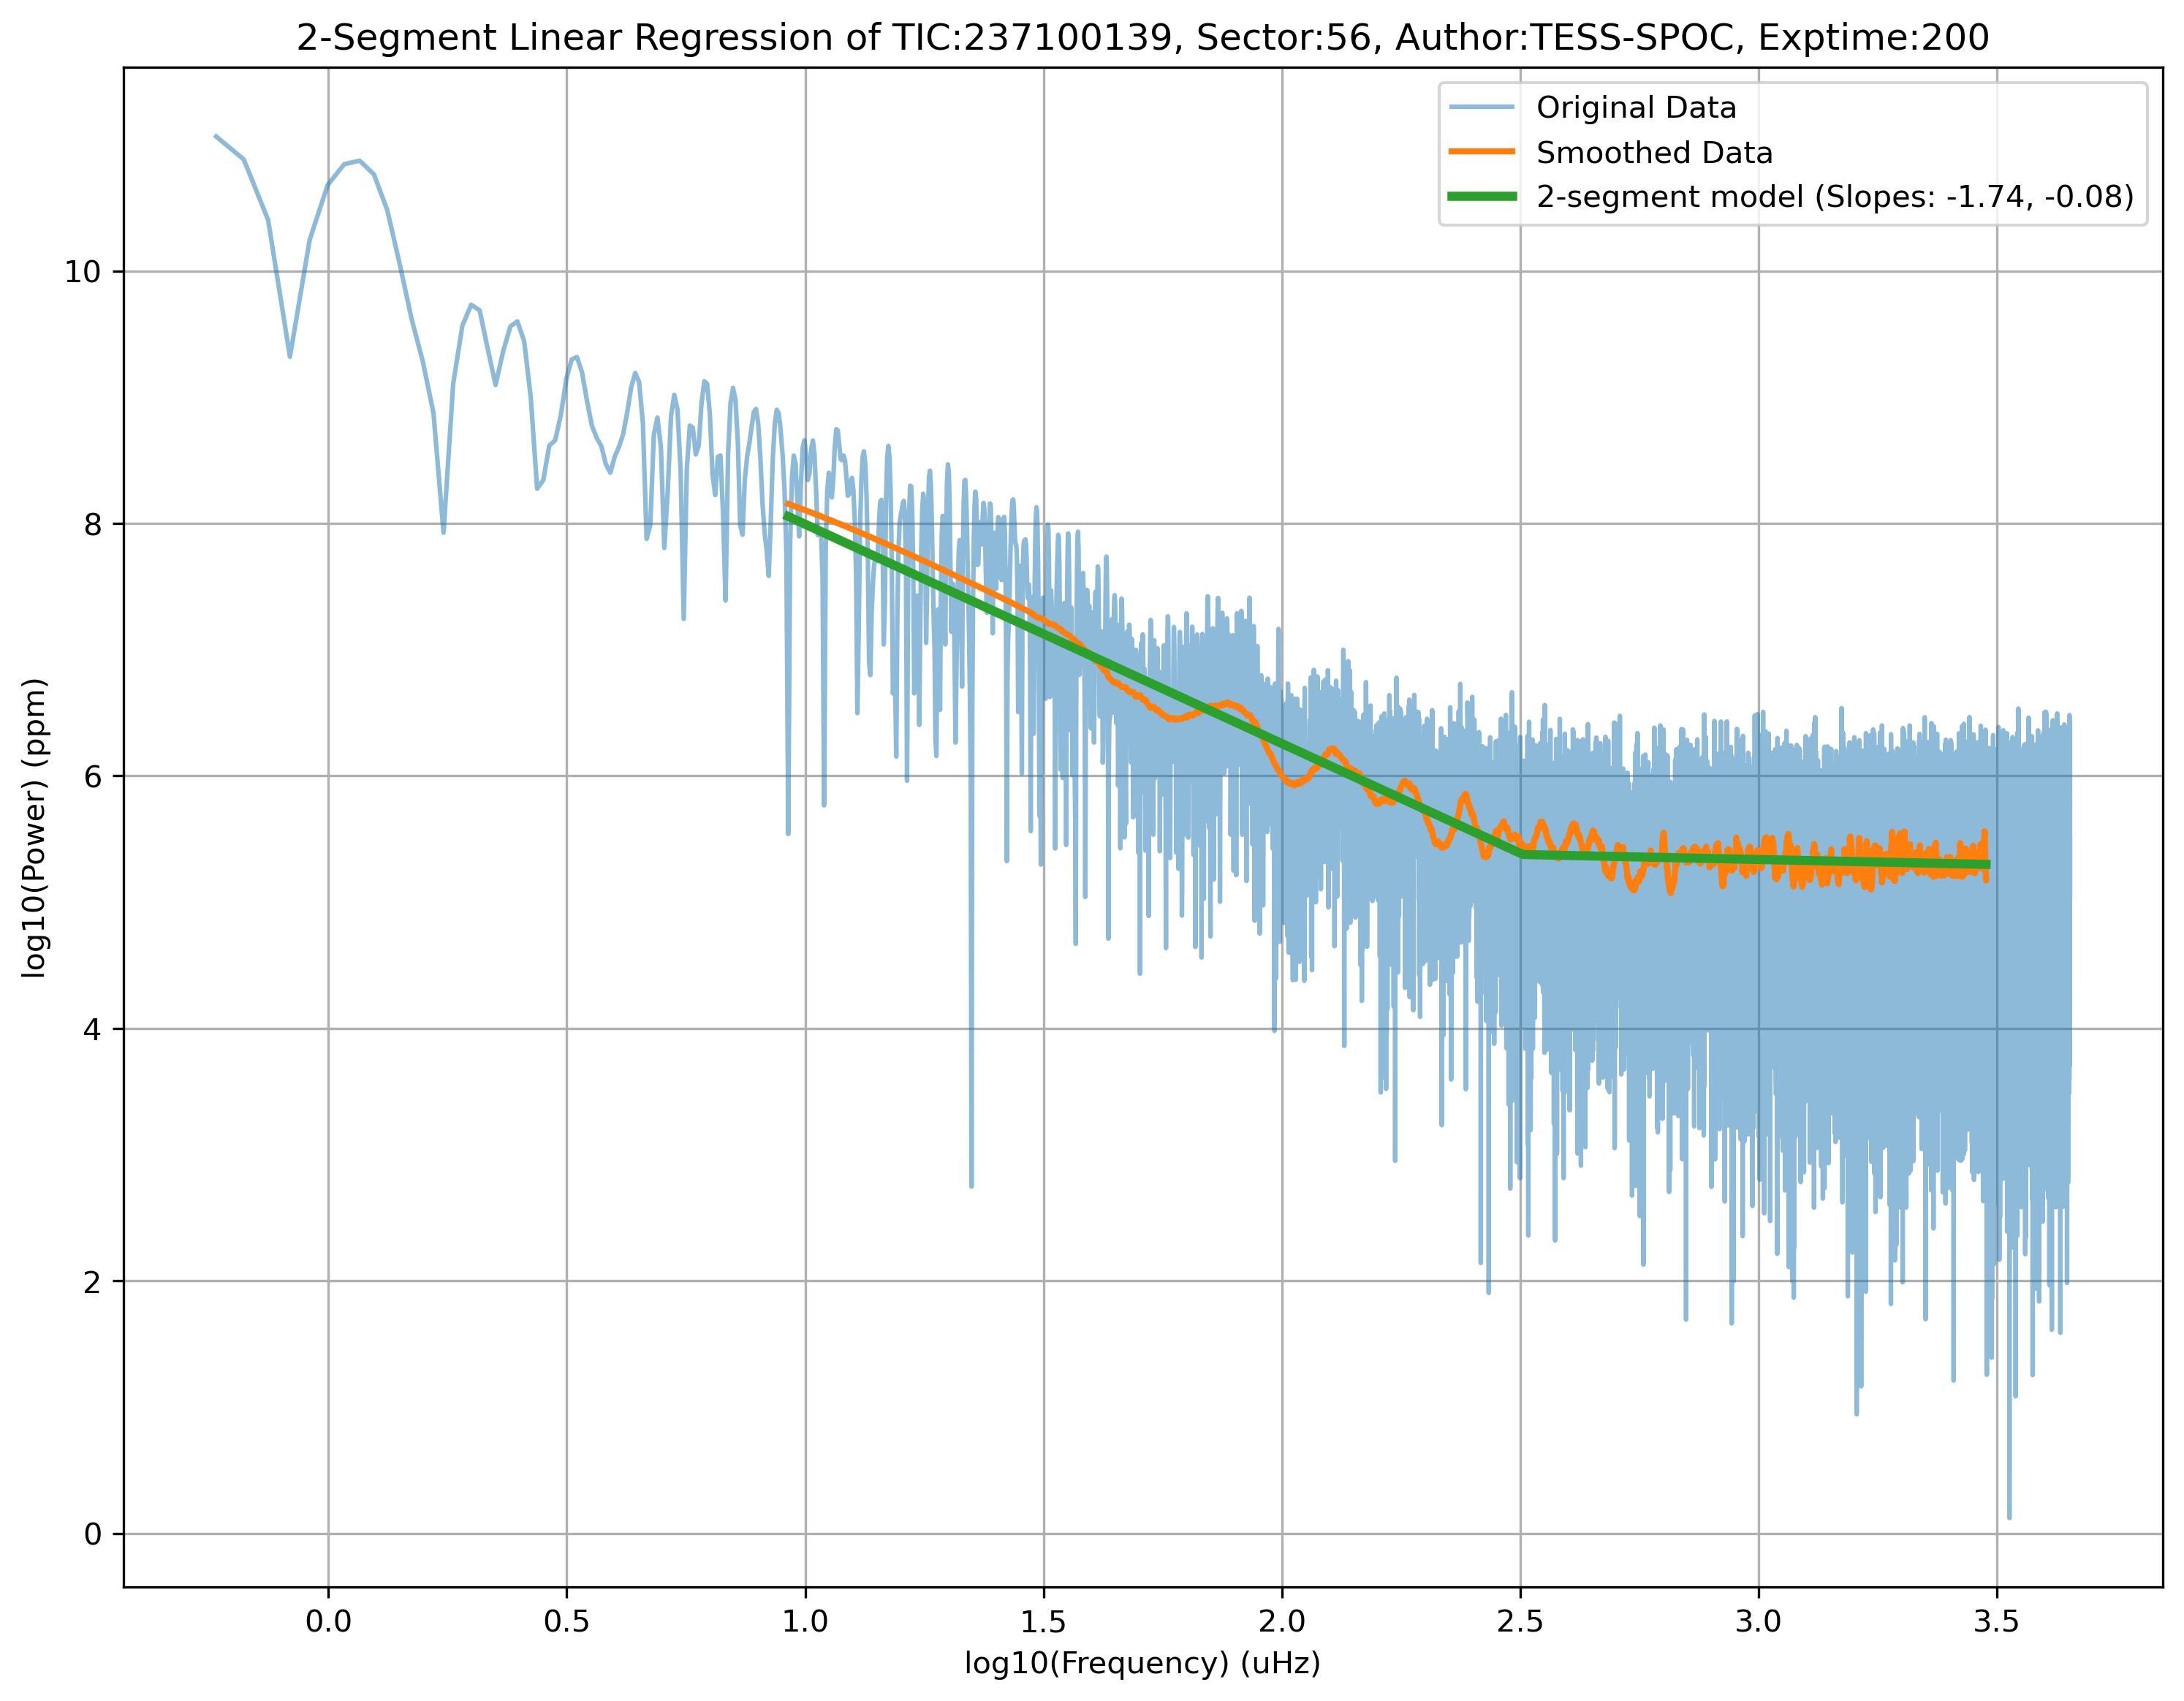 2-Segment Linear Regression of TIC:237100139, Sector:56, Author:TESS-SPOC, Exptime:200
Original Data
Smoothed Data
2-segment model (Slopes: -1.74, -0.08)
log10(Power) (ppm)
10
8
6
4
2
0
0.0 0.5 1.0 1.5 2.0 2.5 3.0 3.5
log10(Frequency) (uHz)